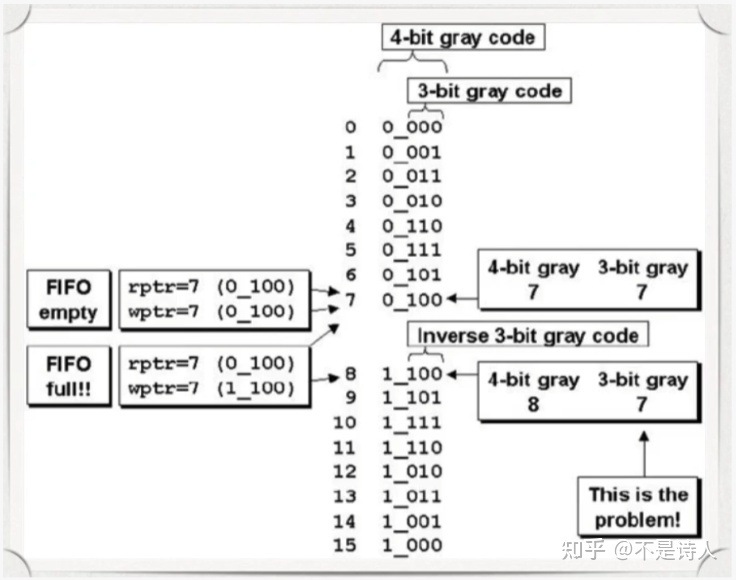 4-bit gray code
3-bit gray code
0 0_000
1 0_001
2 0_011
3 0_010
4 0_110
5 0_111
6 0_101
7 0_100
FIFO
empty
rptr=7 (0_100)
wptr=7 (0_100)
4-bit gray 3-bit gray
7 7
FIFO
full!!
rptr=7 (0_100)
wptr=7 (1_100)
Inverse 3-bit gray code
8 1_100
9 1_101
10 1_111
11 1_110
12 1_010
13 1_011
14 1_001
15 1_000
4-bit gray 3-bit gray
8 7
This is the
problem!
知乎 @不是诗人